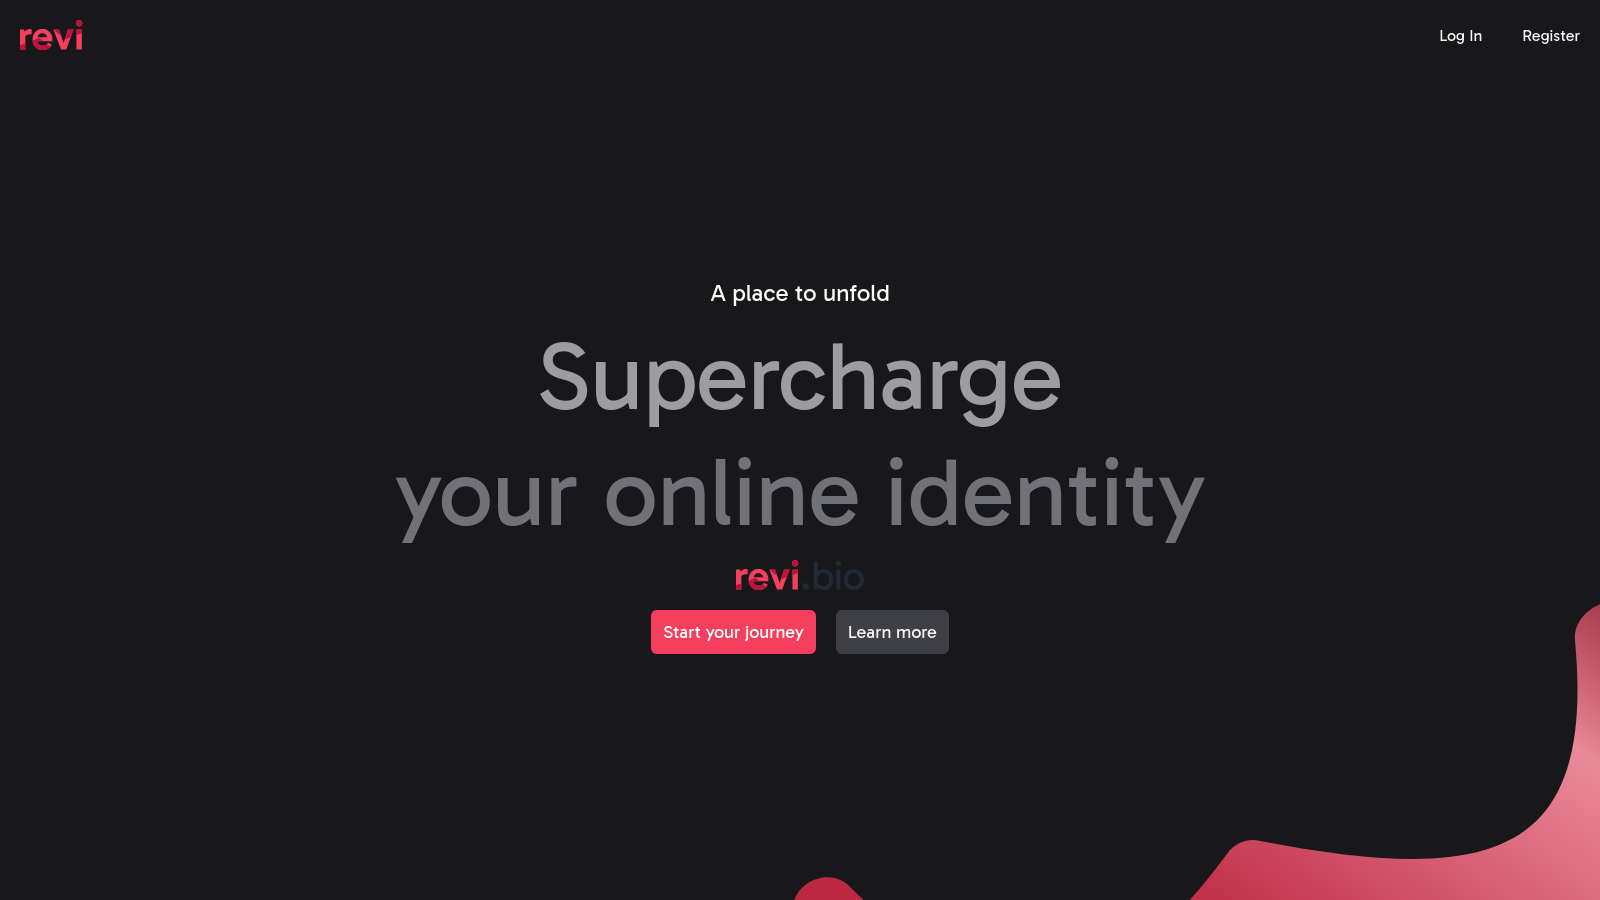 revi
Log In
Register
A place to unfold
Supercharge
your online identity
revi.bio
Start your journey
Learn more